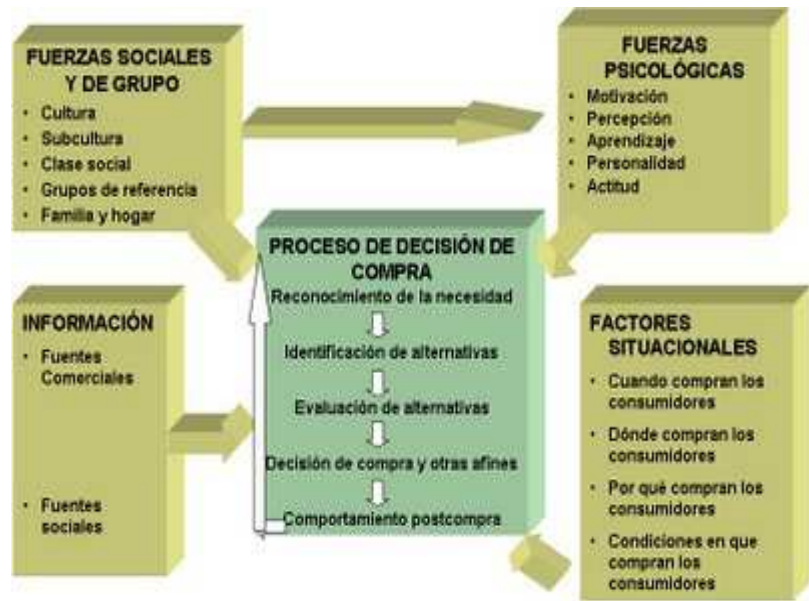 FUERZAS SOCIALES
Y DE GRUPO
• Cultura
• Subcultura
• Clase social
• Grupos de referencia
• Familia y hogar
FUERZAS
PSICOLÓGICAS
• Motivación
• Percepción
• Aprendizaje
• Personalidad
• Actitud
PROCESO DE DECISIÓN DE
COMPRA
Reconocimiento de la necesidad
Identificación de alternativas
Evaluación de alternativas
Decisión de compra y otras afines
Comportamiento postcompra
INFORMACIÓN
• Fuentes
Comerciales
• Fuentes
sociales
FACTORES
SITUACIONALES
• Cuando compran los
consumidores
• Dónde compran los
consumidores
• Por qué compran los
consumidores
• Condiciones en que
compran los
consumidores